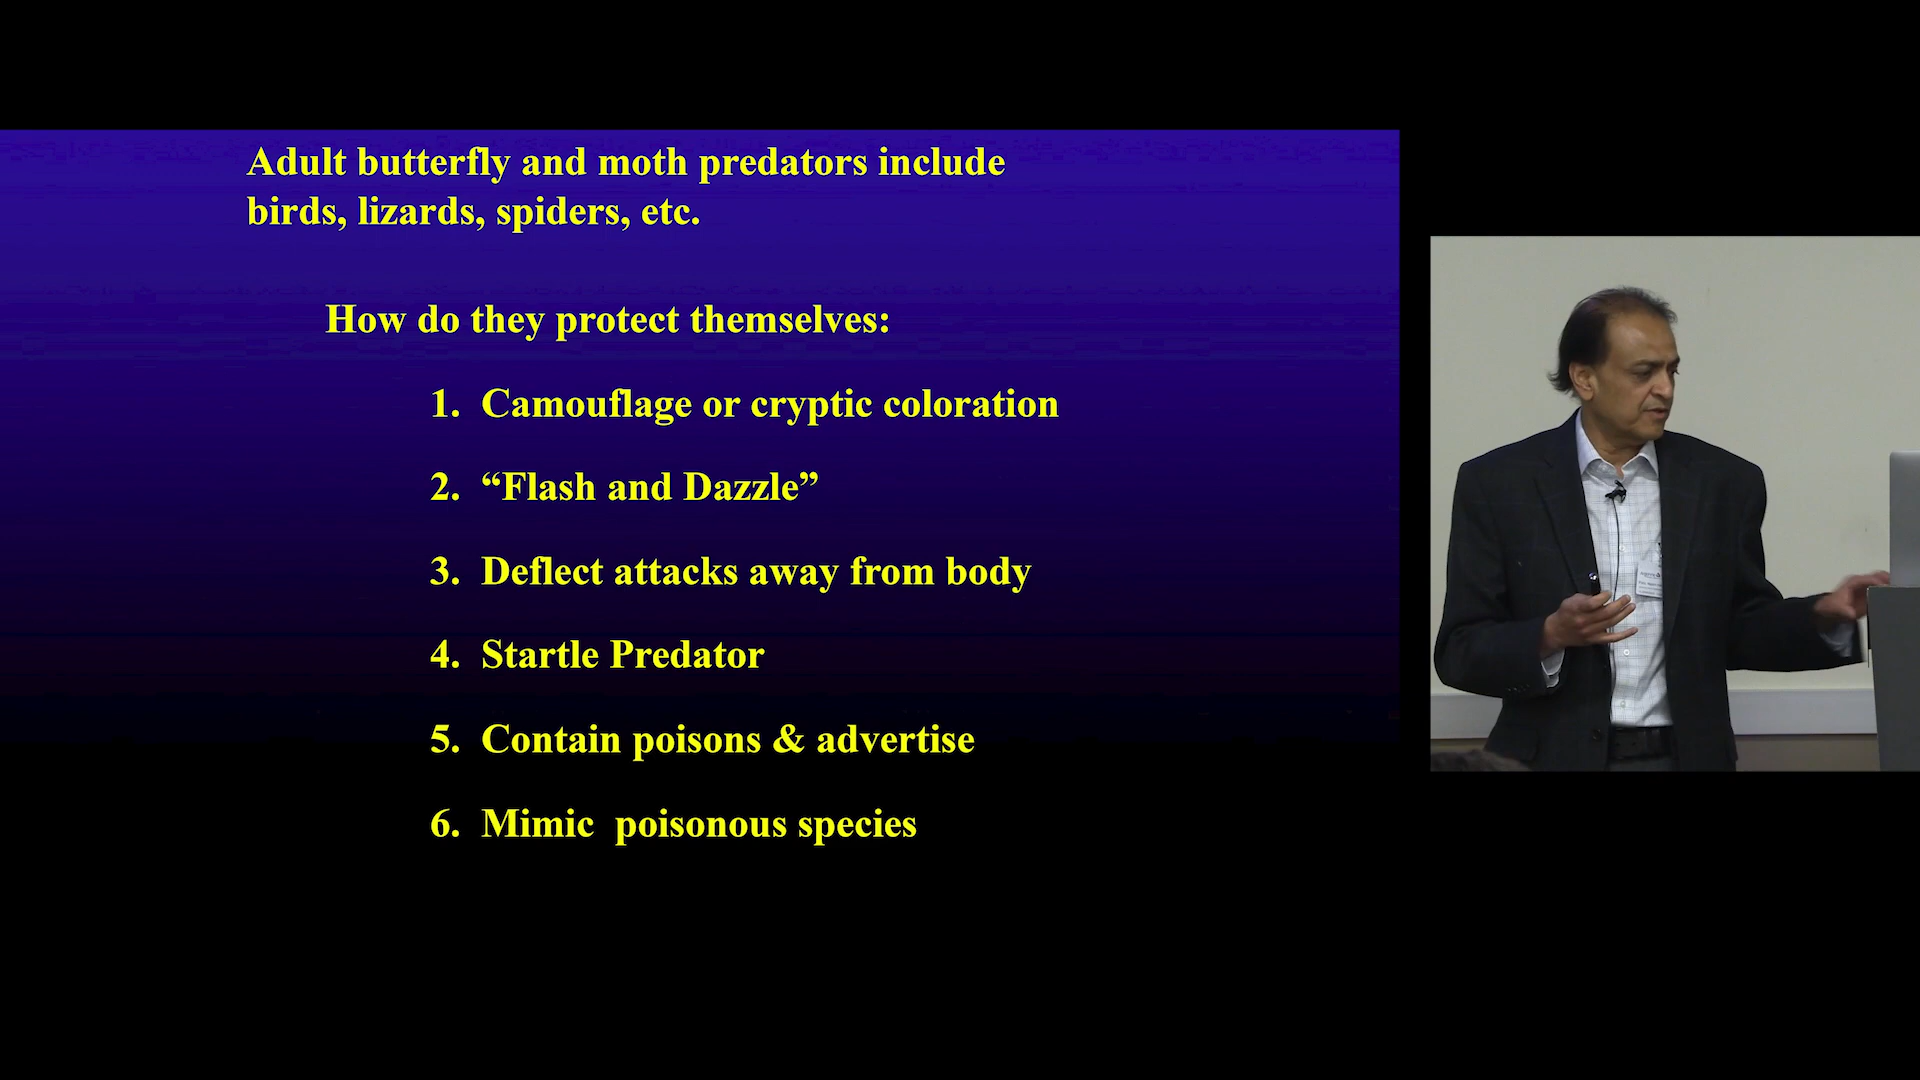 Adult butterfly and moth predators include
birds, lizards, spiders, etc.
How do they protect themselves:
1. Camouflage or cryptic coloration
2. “Flash and Dazzle”
3. Deflect attacks away from body
4. Startle Predator
5. Contain poisons & advertise
6. Mimic  poisonous species